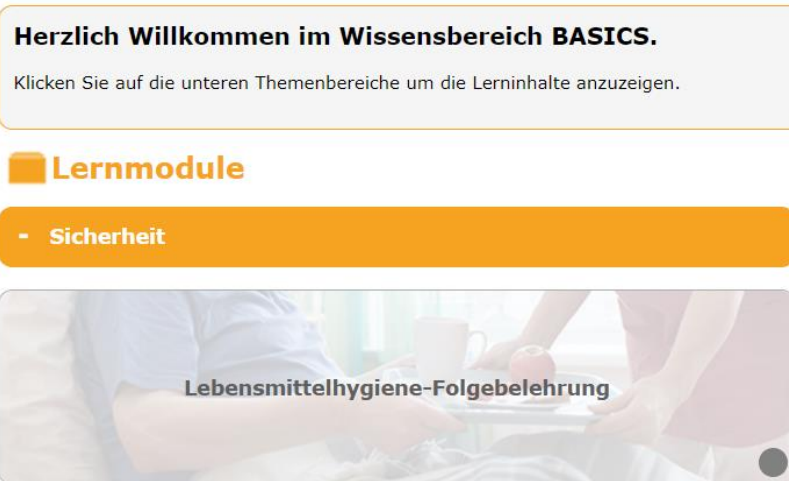 Herzlich Willkommen im Wissensbereich BASICS.
Klicken Sie auf die unteren Themenbereiche um die Lerninhalte anzuzeigen.
Lernmodule
- Sicherheit
Lebensmittelhygiene-Folgebelehrung